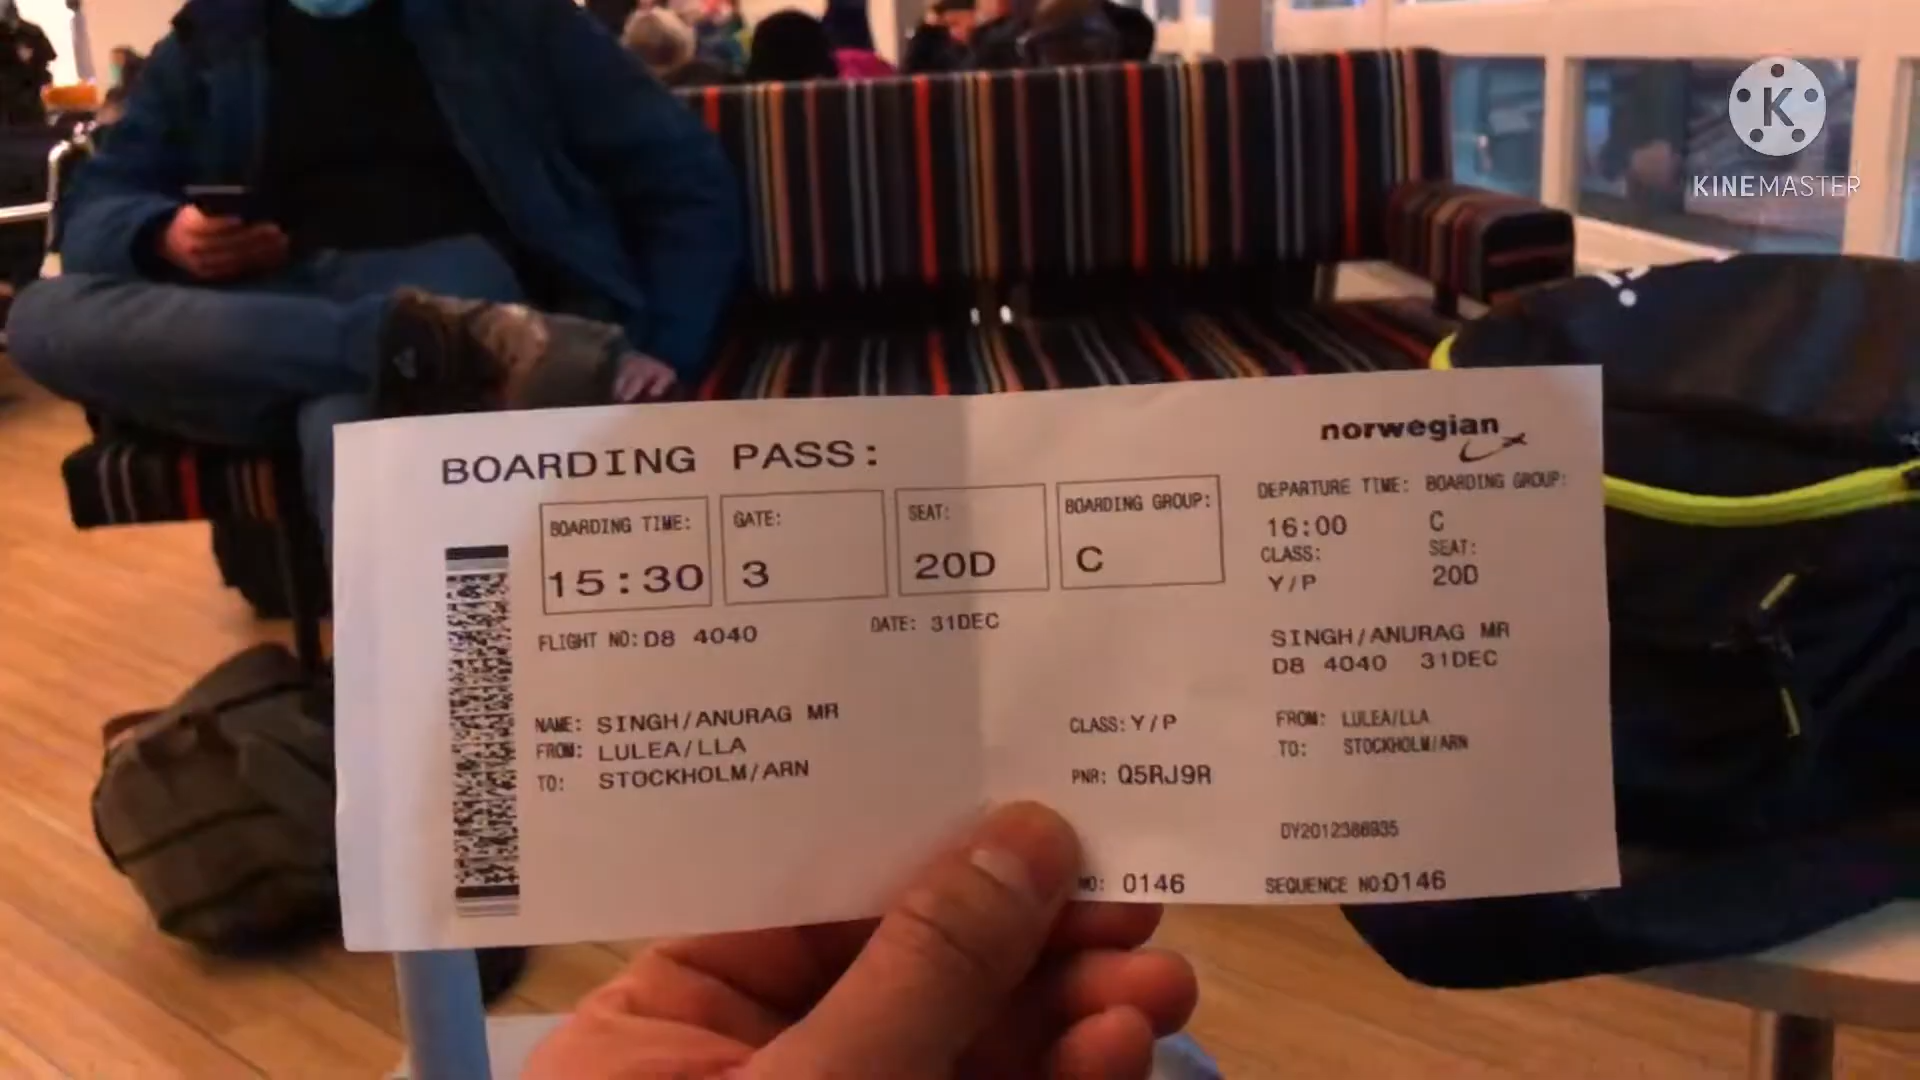 KINEMASTER
BOARDING PASS:
norwegian
BOARDING TIME: GATE: SEAT: BOARDING GROUP:
15:30 3 20D C
FLIGHT NO: D8 4040 DATE: 31DEC
NAME: SINGH/ANURAG MR
FROM: LULEA/LLA
TO: STOCKHOLM/ARN
CLASS: Y/P
PNR: Q5RJ9R
NO: 0146
DEPARTURE TIME: BOARDING GROUP:
16:00 C
CLASS: SEAT:
Y/P 20D
SINGH/ANURAG MR
D8 4040 31DEC
FROM: LULEA/LLA
TO: STOCKHOLM/ARN
DY2012386935
SEQUENCE NO:0146